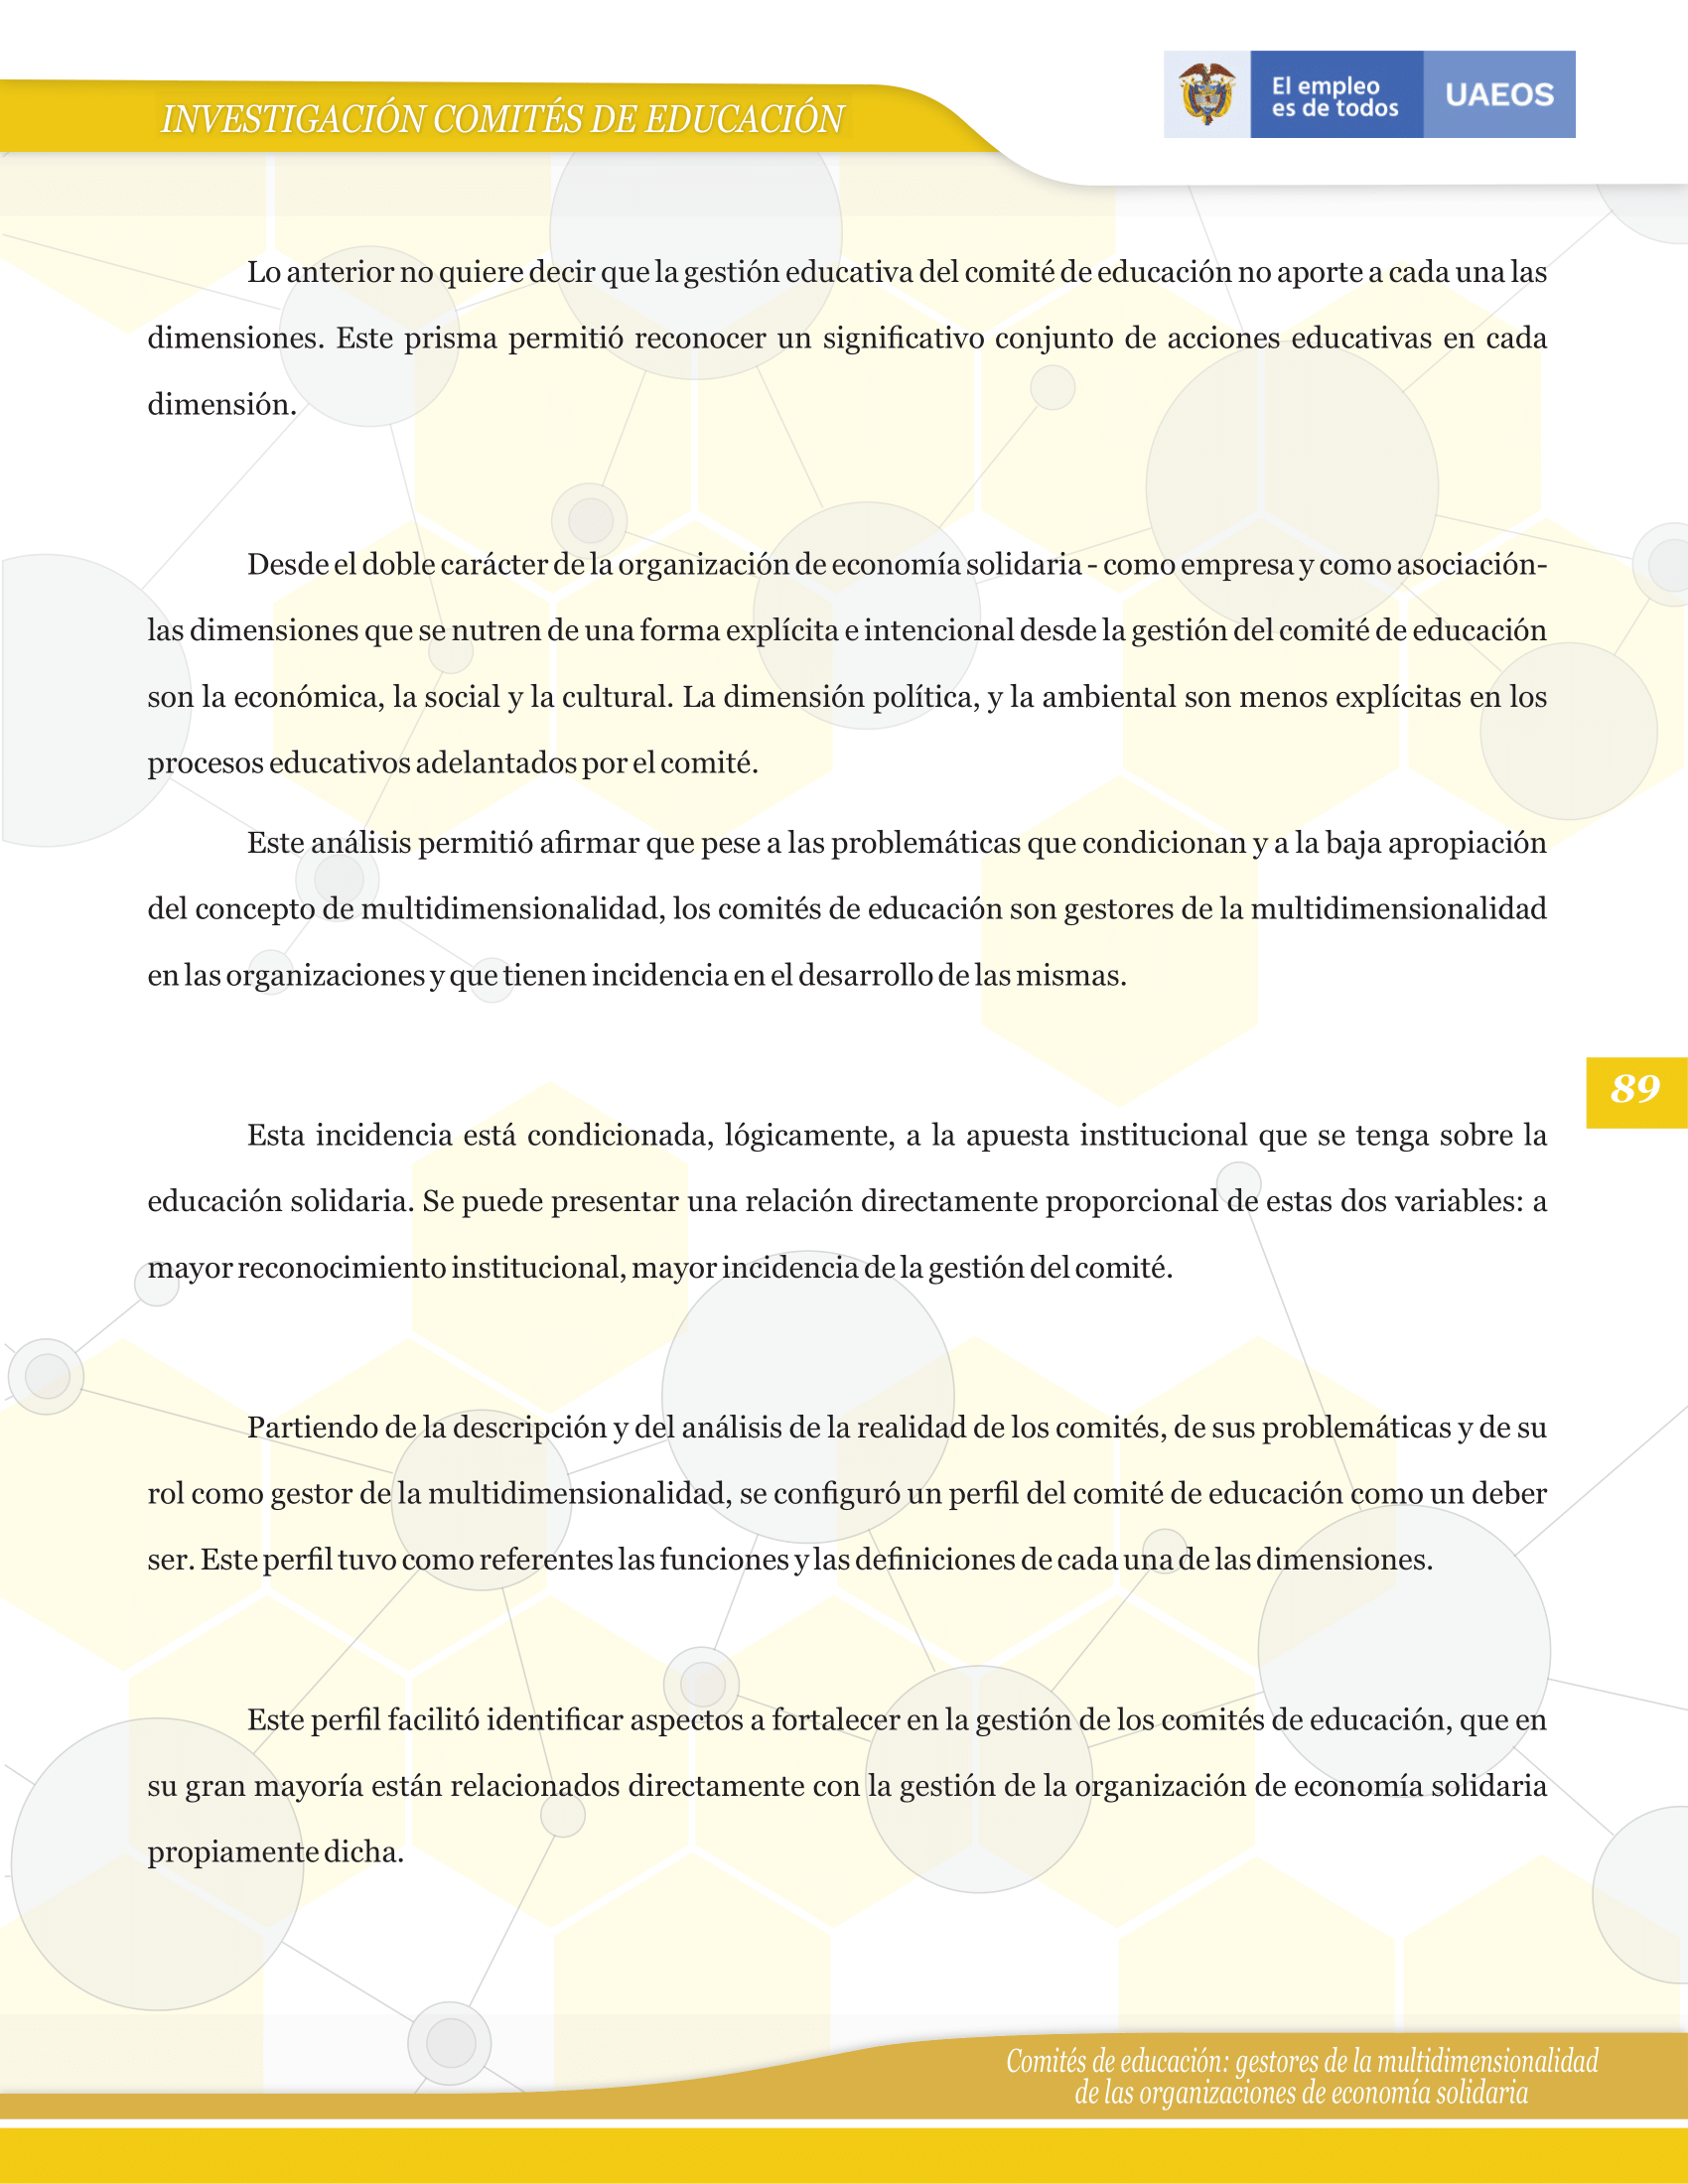 INVESTIGACIÓN COMITÉS DE EDUCACIÓN
El empleo
es de todos
UAEOS
Lo anterior no quiere decir que la gestión educativa del comité de educación no aporte a cada una las
dimensiones. Este prisma permitió reconocer un significativo conjunto de acciones educativas en cada
dimensión.
Desde el doble carácter de la organización de economía solidaria - como empresa y como asociación-
las dimensiones que se nutren de una forma explícita e intencional desde la gestión del comité de educación
son la económica, la social y la cultural. La dimensión política, y la ambiental son menos explícitas en los
procesos educativos adelantados por el comité.
Este análisis permitió afirmar que pese a las problemáticas que condicionan y a la baja apropiación
del concepto de multidimensionalidad, los comités de educación son gestores de la multidimensionalidad
en las organizaciones y que tienen incidencia en el desarrollo de las mismas.
89
Esta incidencia está condicionada, lógicamente, a la apuesta institucional que se tenga sobre la
educación solidaria. Se puede presentar una relación directamente proporcional de estas dos variables: a
mayor reconocimiento institucional, mayor incidencia de la gestión del comité.
Partiendo de la descripción y del análisis de la realidad de los comités, de sus problemáticas y de su
rol como gestor de la multidimensionalidad, se configuró un perfil del comité de educación como un deber
ser. Este perfil tuvo como referentes las funciones y las definiciones de cada una de las dimensiones.
Este perfil facilitó identificar aspectos a fortalecer en la gestión de los comités de educación, que en
su gran mayoría están relacionados directamente con la gestión de la organización de economía solidaria
propiamente dicha.
Comités de educación: gestores de la multidimensionalidad
de las organizaciones de economía solidaria